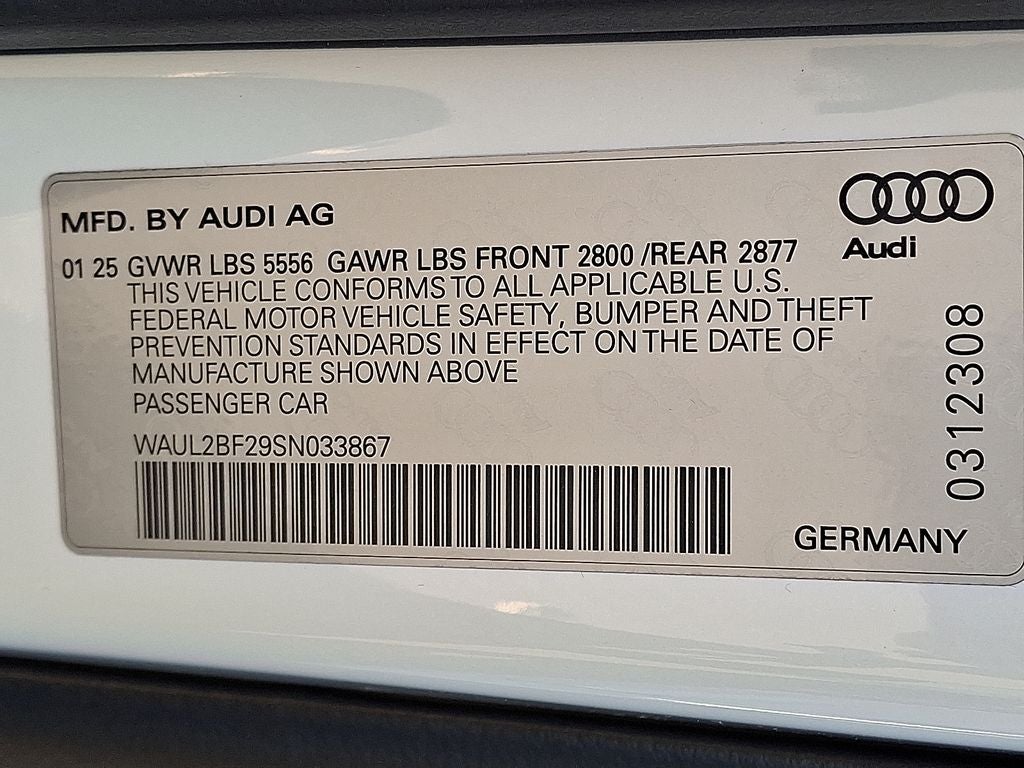 MFD. BY AUDI AG
Audi
01 25 GVWR LBS 5556 GAWR LBS FRONT 2800 /REAR 2877
THIS VEHICLE CONFORMS TO ALL APPLICABLE U.S.
FEDERAL MOTOR VEHICLE SAFETY, BUMPER AND THEFT
PREVENTION STANDARDS IN EFFECT ON THE DATE OF
MANUFACTURE SHOWN ABOVE
PASSENGER CAR
WAUL2BF29SN033867
0312308
GERMANY